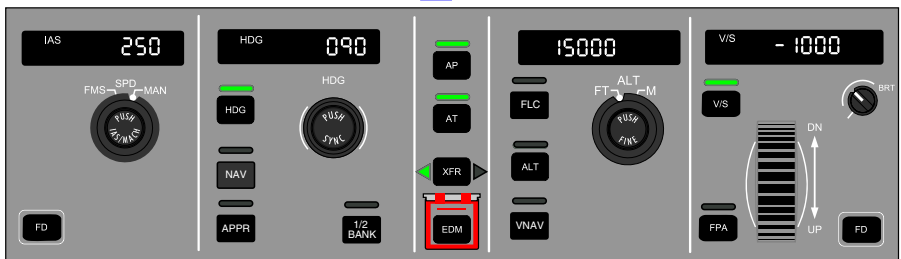 IAS 250
FMS SPD MAN
PUSH
IAS/MACH
FD
HDG 090
HDG
HDG
PUSH
SYNC
NAV
APPR
1/2
BANK
AP
AT
XFR
EDM
15000
FLC
ALT
FT M
PUSH
FINE
ALT
VNAV
V/S -1000
V/S
BRT
DN
UP
FPA
FD